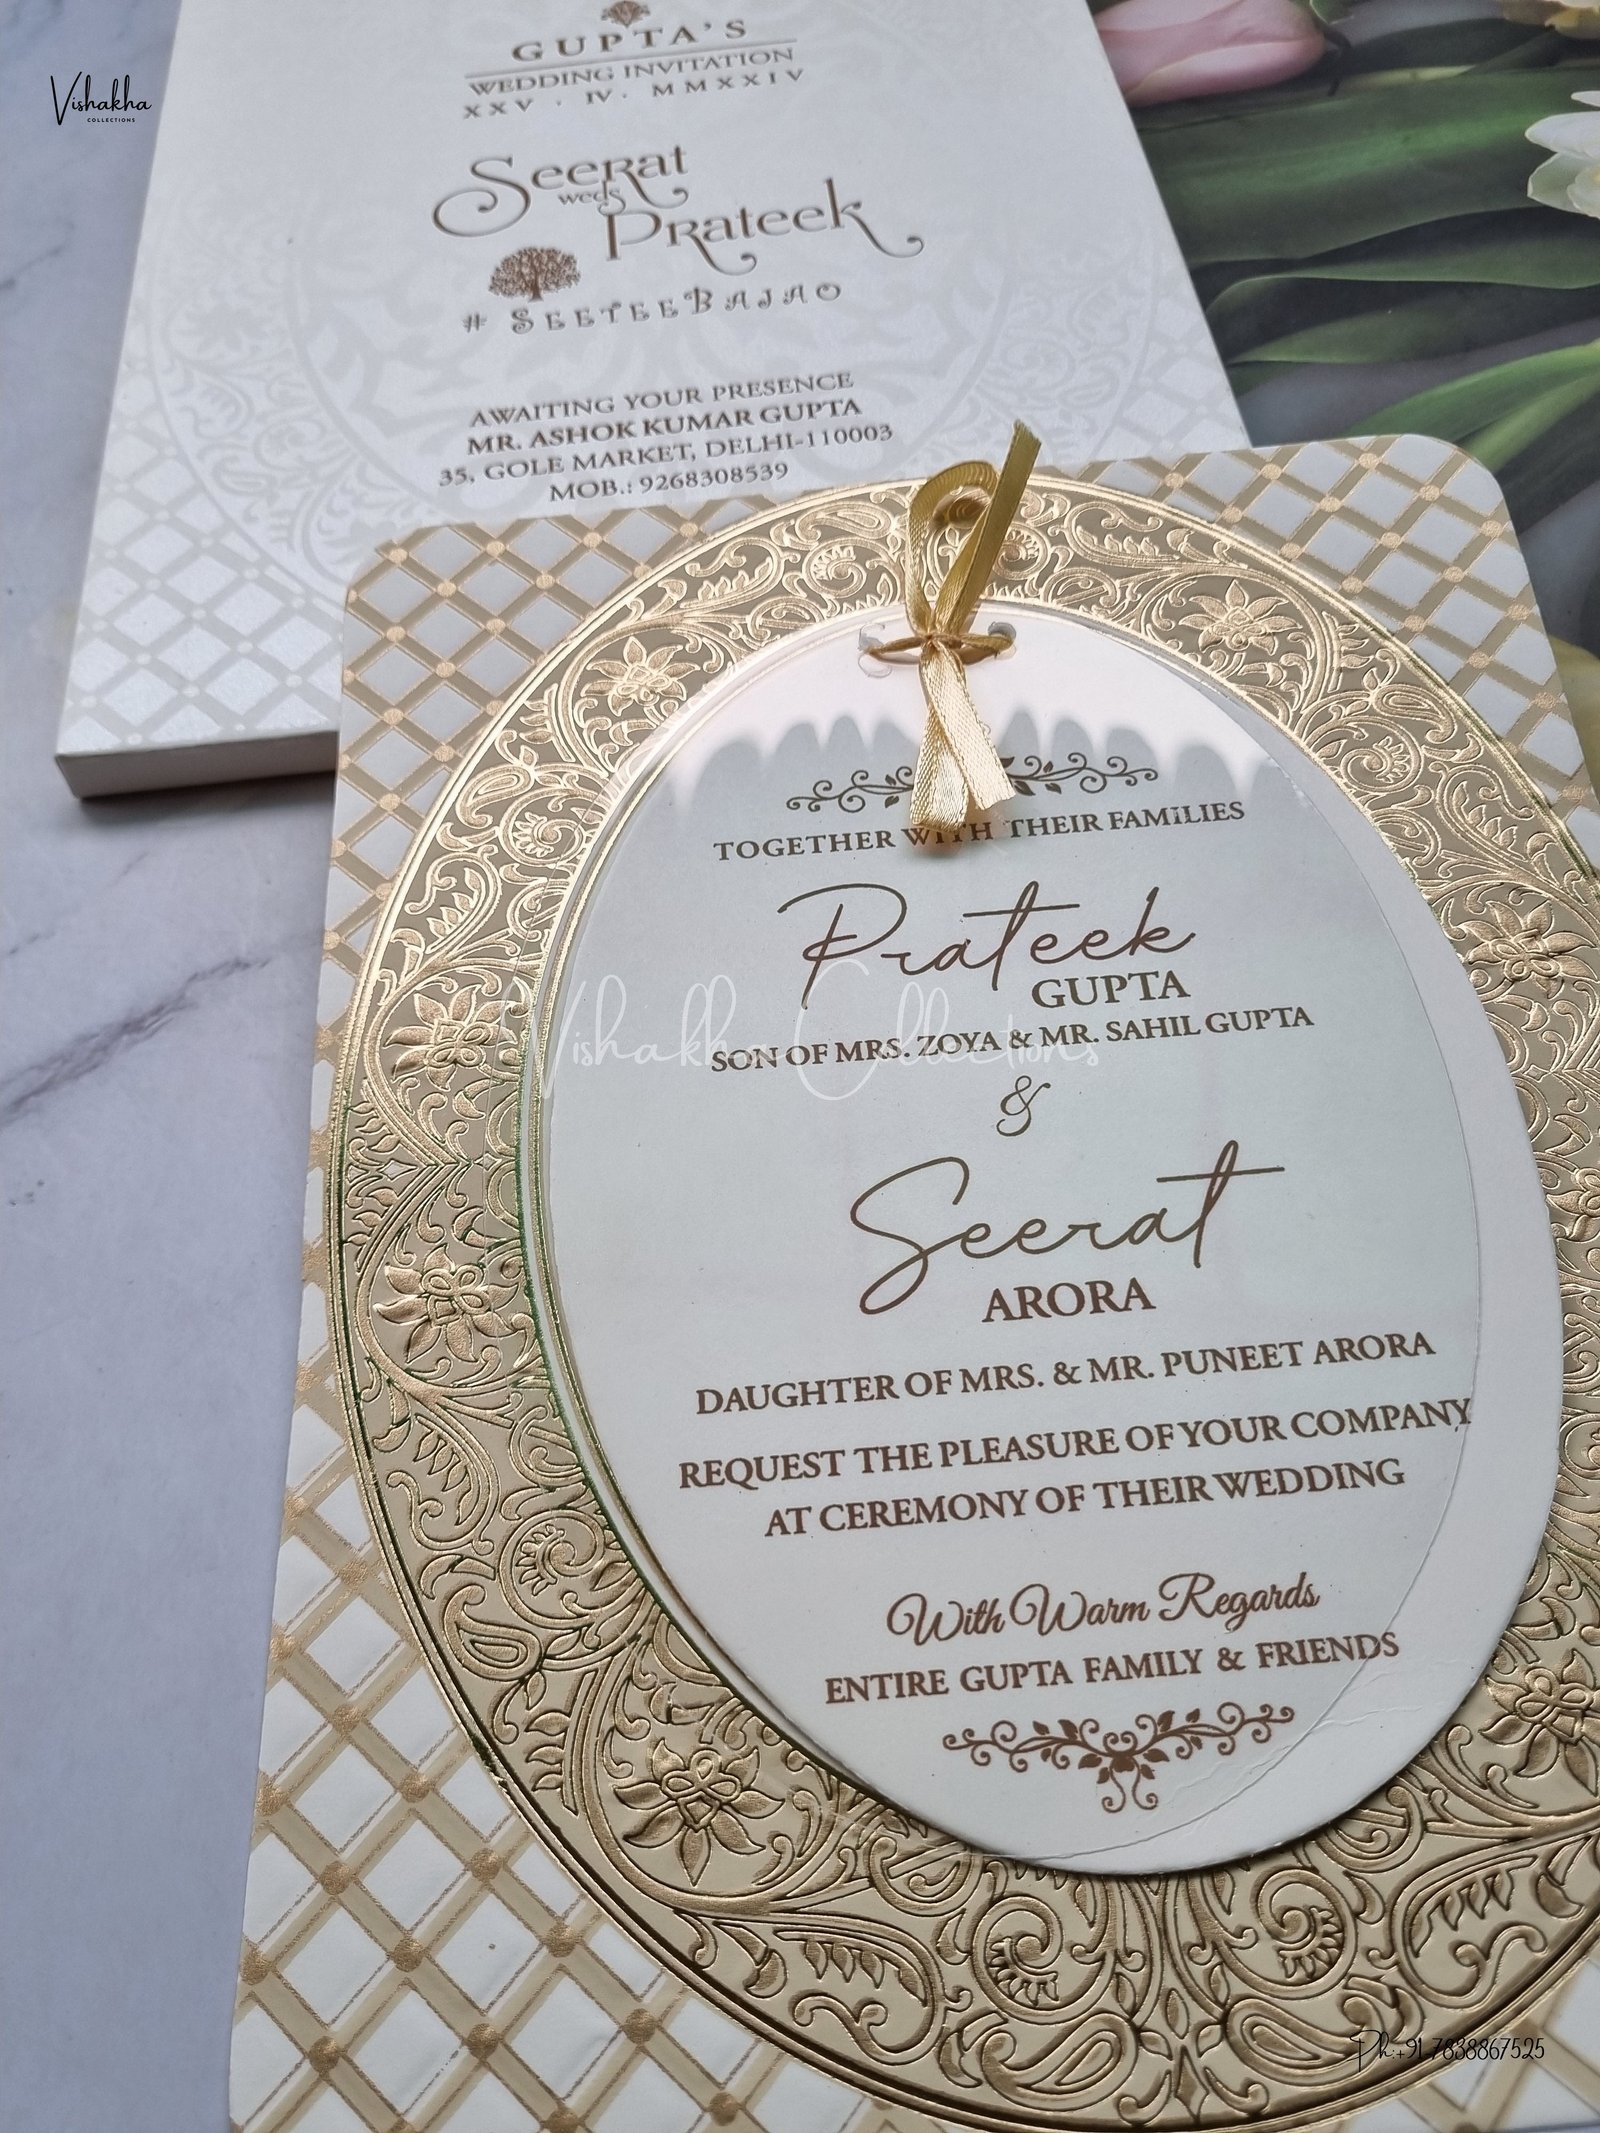 Vishakha
COLLECTIONS
GUPTA'S
WEDDING INVITATION
XXV · IV · MMXXIV
Seerat
weds
Prateek
# SEETEEBAJAO
AWAITING YOUR PRESENCE
MR. ASHOK KUMAR GUPTA
35, GOLE MARKET, DELHI-110003
MOB.: 9268308539
TOGETHER WITH THEIR FAMILIES
Prateek
GUPTA
SON OF MRS. ZOYA & MR. SAHIL GUPTA
Vishakha Collections
&
Seerat
ARORA
DAUGHTER OF MRS. & MR. PUNEET ARORA
REQUEST THE PLEASURE OF YOUR COMPANY
AT CEREMONY OF THEIR WEDDING
With Warm Regards
ENTIRE GUPTA FAMILY & FRIENDS
Ph:+91 7838867525